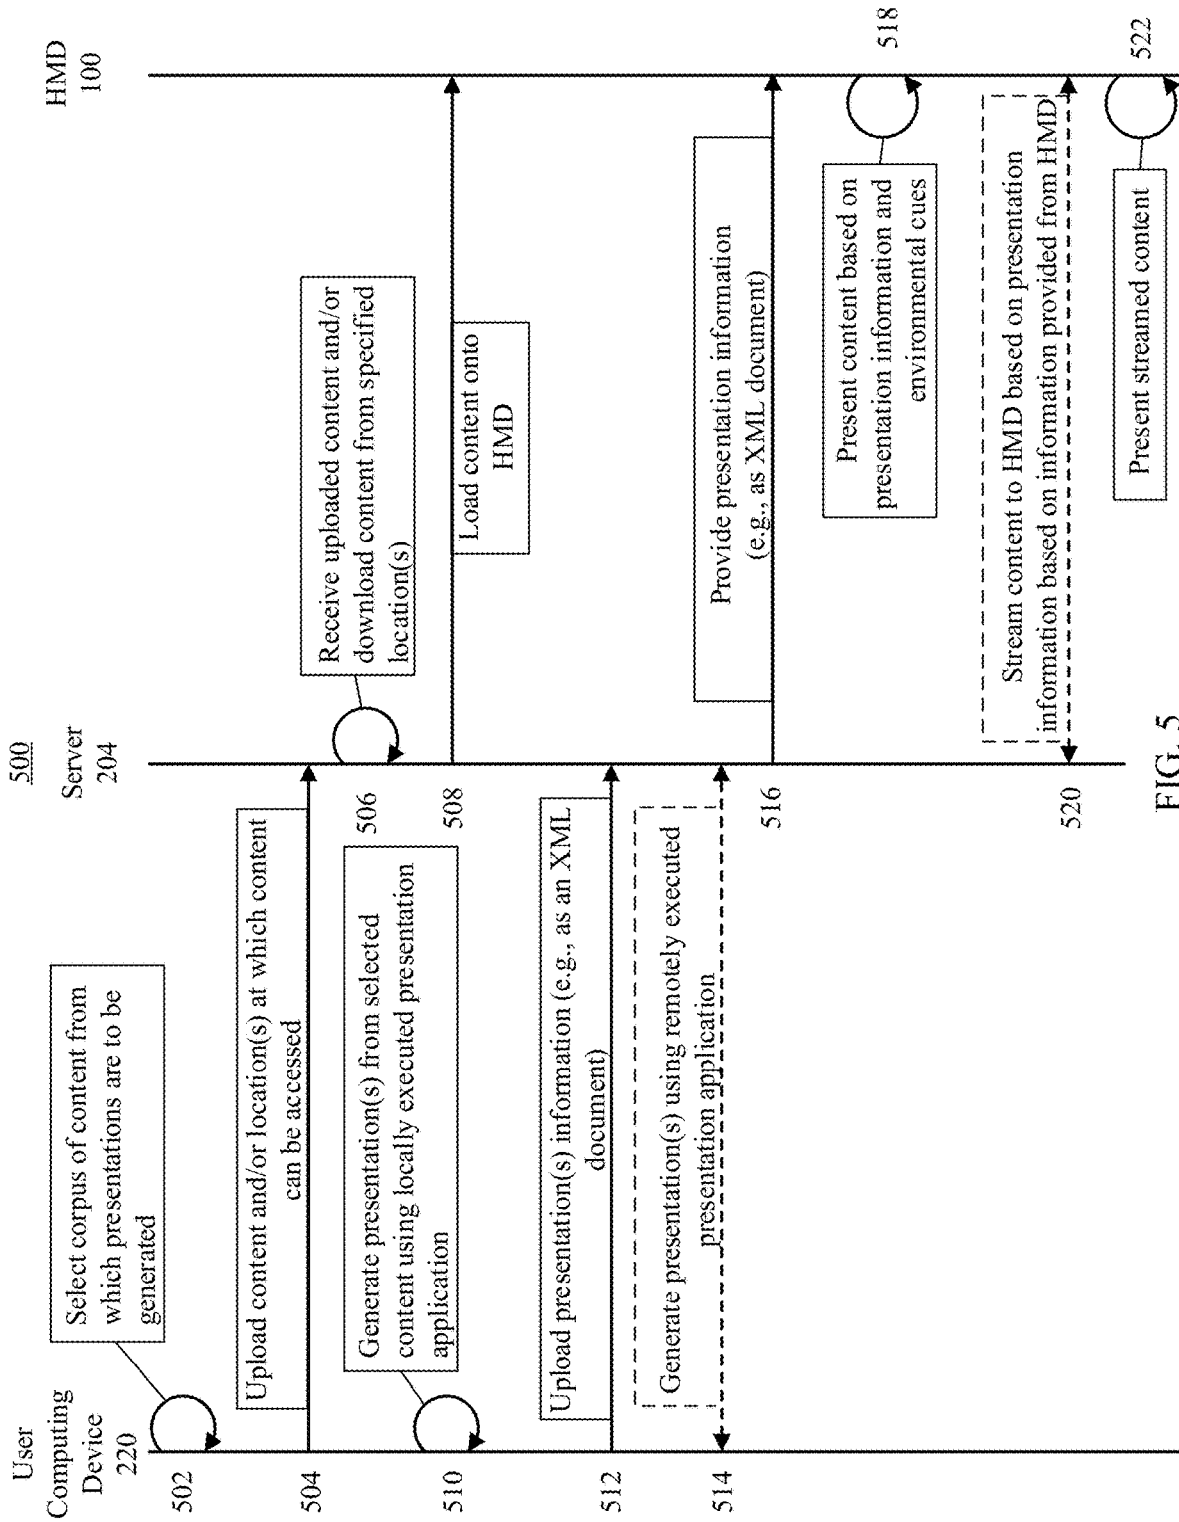 500
User
Computing
Device
220
Server
204
HMD
100
502
Select corpus of content from
which presentations are to be
generated
504
Upload content and/or location(s) at which content
can be accessed
506
Receive uploaded content and/or
download content from specified
location(s)
508
Load content onto
HMD
510
Generate presentation(s) from selected
content using locally executed presentation
application
512
Upload presentation(s) information (e.g., as an XML
document)
514
Generate presentation(s) using remotely executed
presentation application
516
Provide presentation information
(e.g., as XML document)
518
Present content based on
presentation information and
environmental cues
520
Stream content to HMD based on presentation
information based on information provided from HMD
522
Present streamed content
FIG. 5